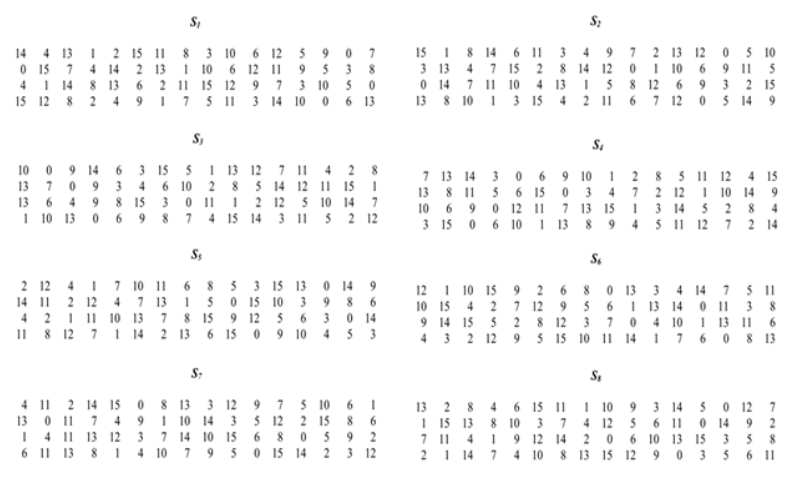 S₁
14 4 13 1 2 15 11 8 3 10 6 12 5 9 0 7
0 15 7 4 14 2 13 1 10 6 12 11 9 5 3 8
4 1 14 8 13 6 2 11 15 12 9 7 3 10 5 0
15 12 8 2 4 9 1 7 5 11 3 14 10 0 6 13
S₂
15 1 8 14 6 11 3 4 9 7 2 13 12 0 5 10
3 13 4 7 15 2 8 14 12 0 1 10 6 9 11 5
0 14 7 11 10 4 13 1 5 8 12 6 9 3 2 15
13 8 10 1 3 15 4 2 11 6 7 12 0 5 14 9
S₃
10 0 9 14 6 3 15 5 1 13 12 7 11 4 2 8
13 7 0 9 3 4 6 10 2 8 5 14 12 11 15 1
13 6 4 9 8 15 3 0 11 1 2 12 5 10 14 7
1 10 13 0 6 9 8 7 4 15 14 3 11 5 2 12
S₄
7 13 14 3 0 6 9 10 1 2 8 5 11 12 4 15
13 8 11 5 6 15 0 3 4 7 2 12 1 10 14 9
10 6 9 0 12 11 7 13 15 1 3 14 5 2 8 4
3 15 0 6 10 1 13 8 9 4 5 11 12 7 2 14
S₅
2 12 4 1 7 10 11 6 8 5 3 15 13 0 14 9
14 11 2 12 4 7 13 1 5 0 15 10 3 9 8 6
4 2 1 11 10 13 7 8 15 9 12 5 6 3 0 14
11 8 12 7 1 14 2 13 6 15 0 9 10 4 5 3
S₆
12 1 10 15 9 2 6 8 0 13 3 4 14 7 5 11
10 15 4 2 7 12 9 5 6 1 13 14 0 11 3 8
9 14 15 5 2 8 12 3 7 0 4 10 1 13 11 6
4 3 2 12 9 5 15 10 11 14 1 7 6 0 8 13
S₇
4 11 2 14 15 0 8 13 3 12 9 7 5 10 6 1
13 0 11 7 4 9 1 10 14 3 5 12 2 15 8 6
1 4 11 13 12 3 7 14 10 15 6 8 0 5 9 2
6 11 13 8 1 4 10 7 9 5 0 15 14 2 3 12
S₈
13 2 8 4 6 15 11 1 10 9 3 14 5 0 12 7
1 15 13 8 10 3 7 4 12 5 6 11 0 14 9 2
7 11 4 1 9 12 14 2 0 6 10 13 15 3 5 8
2 1 14 7 4 10 8 13 15 12 9 0 3 5 6 11